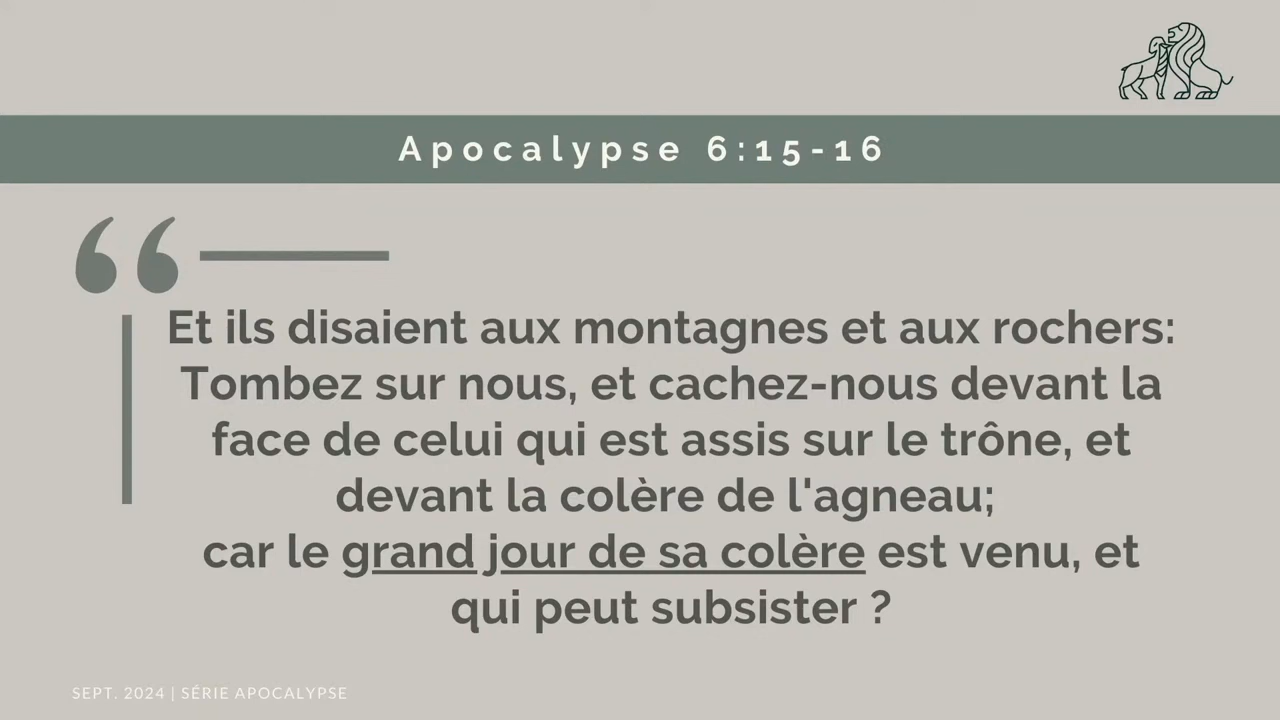 Apocalypse 6:15-16
“
Et ils disaient aux montagnes et aux rochers:
Tombez sur nous, et cachez-nous devant la
face de celui qui est assis sur le trône, et
devant la colère de l'agneau;
car le grand jour de sa colère est venu, et
qui peut subsister ?
SEPT. 2024 | SÉRIE APOCALYPSE